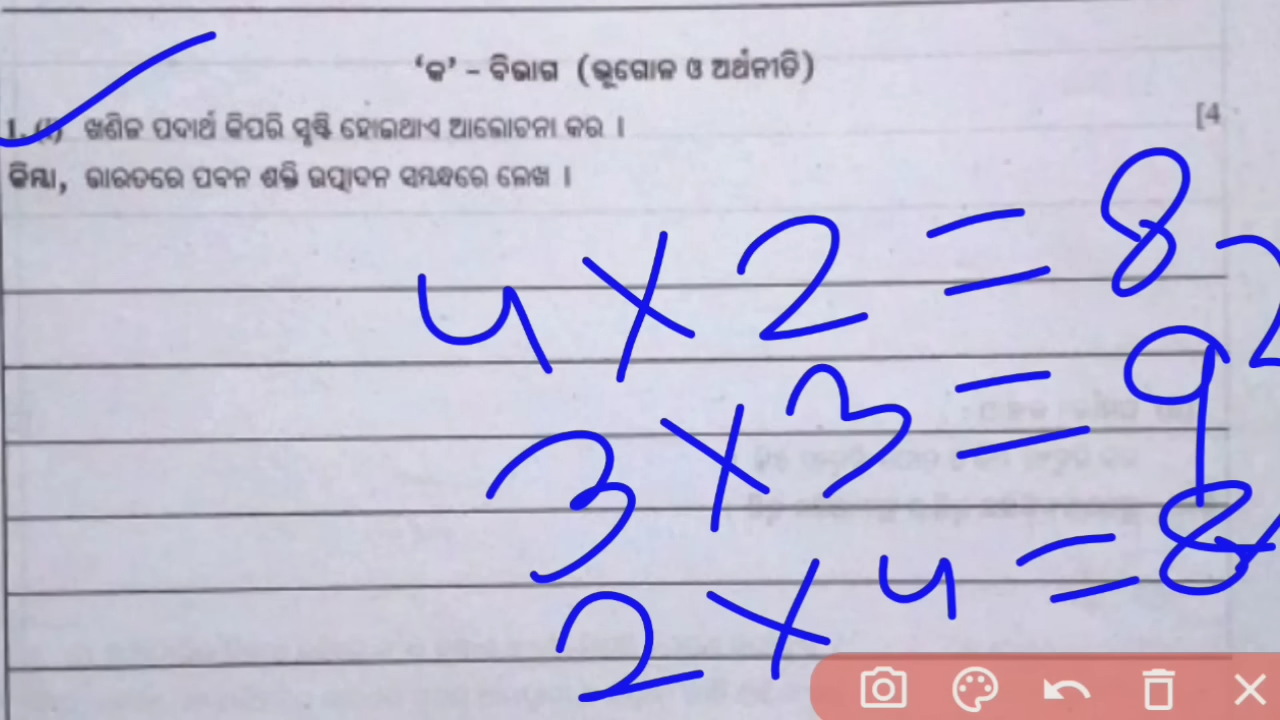 ‘କ’ – ବିଭାଗ (ଭୂଗୋଳ ଓ ଅର୍ଥନୀତି)
1. (i) ଖଣିଜ ପଦାର୍ଥ କିପରି ସୃଷ୍ଟି ହୋଇଥାଏ ଆଲୋଚନା କର । [4
କିମ୍ବା, ଭାରତରେ ପବନ ଶକ୍ତି ଉତ୍ପାଦନ ସମ୍ବନ୍ଧରେ ଲେଖ ।
4 × 2 = 8
3 × 3 = 9
2 × 4 = 8